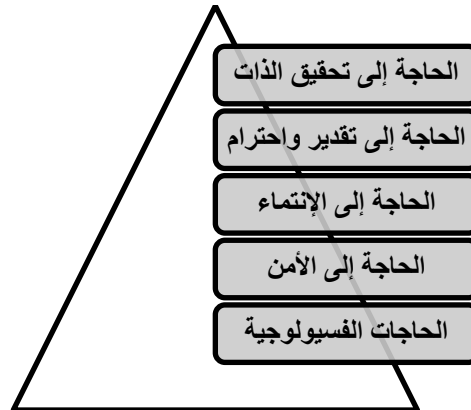 الحاجة إلى تحقيق الذات
الحاجة إلى تقدير واحترام
الحاجة إلى الإنتماء
الحاجة إلى الأمن
الحاجات الفسيولوجية